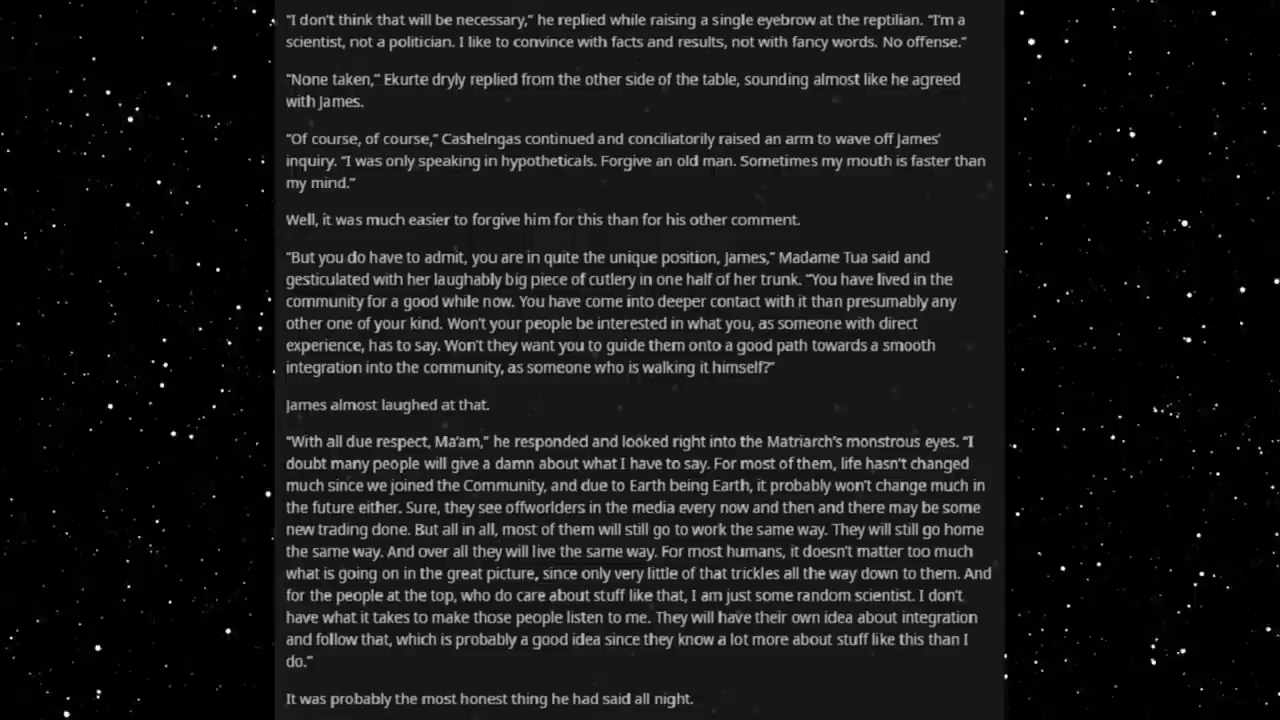 “I don’t think that will be necessary,” he replied while raising a single eyebrow at the reptilian. “I’m a
scientist, not a politician. I like to convince with facts and results, not with fancy words. No offense.”
“None taken,” Ekurte dryly replied from the other side of the table, sounding almost like he agreed
with James.
“Of course, of course,” Cashelngas continued and conciliatorily raised an arm to wave off James’
inquiry. “I was only speaking in hypotheticals. Forgive an old man. Sometimes my mouth is faster than
my mind.”
Well, it was much easier to forgive him for this than for his other comment.
“But you do have to admit, you are in quite the unique position, James,” Madame Tua said and
gesticulated with her laughably big piece of cutlery in one half of her trunk. “You have lived in the
community for a good while now. You have come into deeper contact with it than presumably any
other one of your kind. Won’t your people be interested in what you, as someone with direct
experience, has to say. Won’t they want you to guide them onto a good path towards a smooth
integration into the community, as someone who is walking it himself?”
James almost laughed at that.
“With all due respect, Ma’am,” he responded and looked right into the Matriarch’s monstrous eyes. “I
doubt many people will give a damn about what I have to say. For most of them, life hasn’t changed
much since we joined the Community, and due to Earth being Earth, it probably won’t change much in
the future either. Sure, they see offworlders in the media every now and then and there may be some
new trading done. But all in all, most of them will still go to work the same way. They will still go home
the same way. And over all they will live the same way. For most humans, it doesn’t matter too much
what is going on in the great picture, since only very little of that trickles all the way down to them. And
for the people at the top, who do care about stuff like that, I am just some random scientist. I don’t
have what it takes to make those people listen to me. They will have their own idea about integration
and follow that, which is probably a good idea since they know a lot more about stuff like this than I
do.”
It was probably the most honest thing he had said all night.